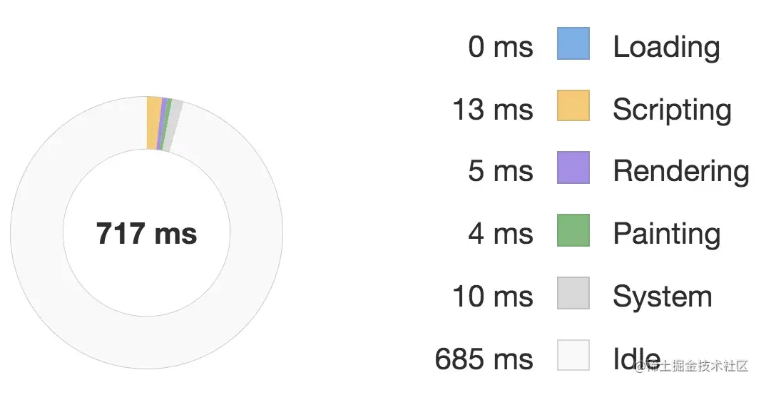 0 ms Loading
13 ms Scripting
5 ms Rendering
717 ms
4 ms Painting
10 ms System
685 ms Idle
@稀土掘金技术社区